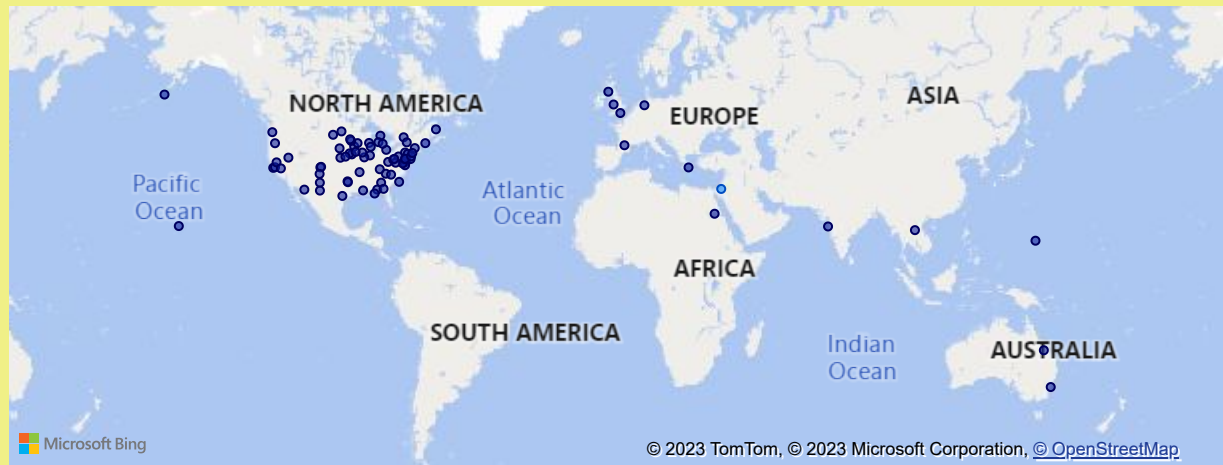 NORTH AMERICA
EUROPE
ASIA
Pacific
Ocean
Atlantic
Ocean
AFRICA
SOUTH AMERICA
Indian
Ocean
AUSTRALIA
Microsoft Bing
© 2023 TomTom, © 2023 Microsoft Corporation, © OpenStreetMap